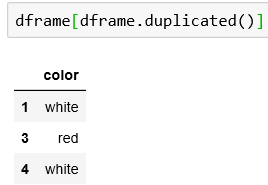 dframe[dframe.duplicated()]
color
1 white
3 red
4 white